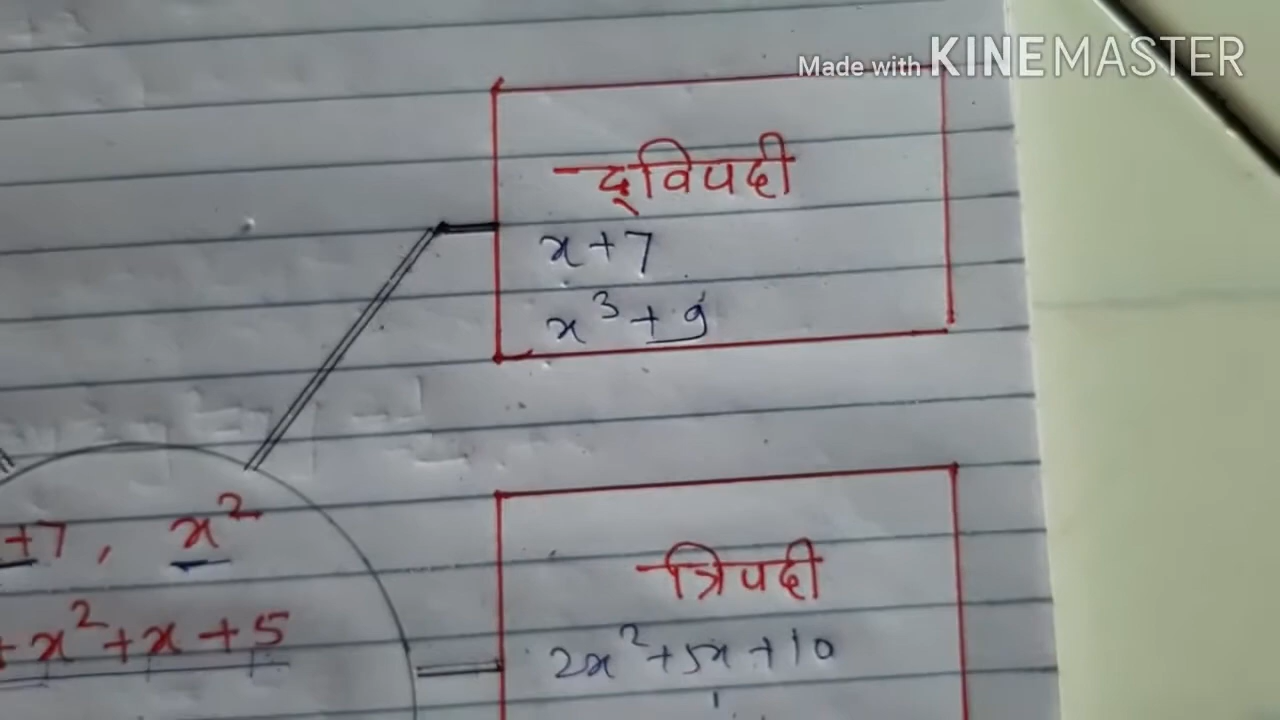 Made with KINEMASTER
द्विपदी
x+7
x³+9
+7, x²
+x²+x+5
त्रिपदी
2x²+5x+10